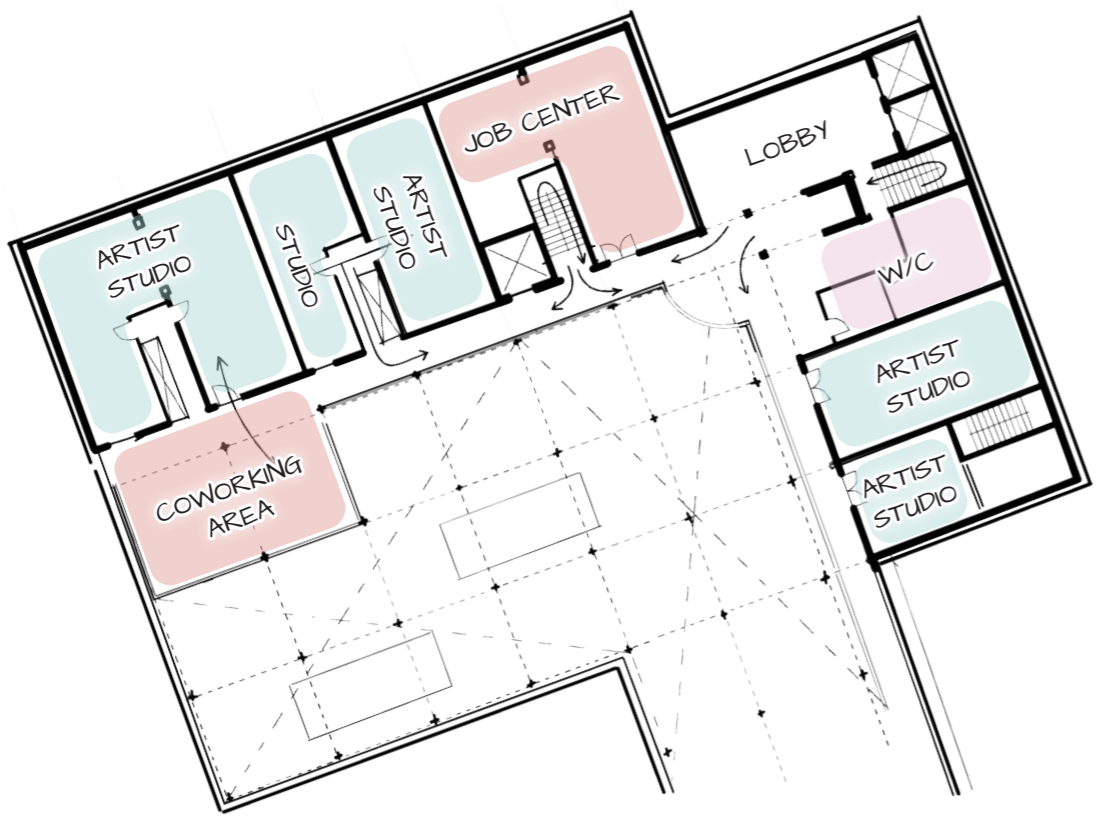 JOB CENTER
LOBBY
ARTIST
STUDIO
STUDIO
ARTIST
STUDIO
W/C
ARTIST
STUDIO
COWORKING
AREA
ARTIST
STUDIO